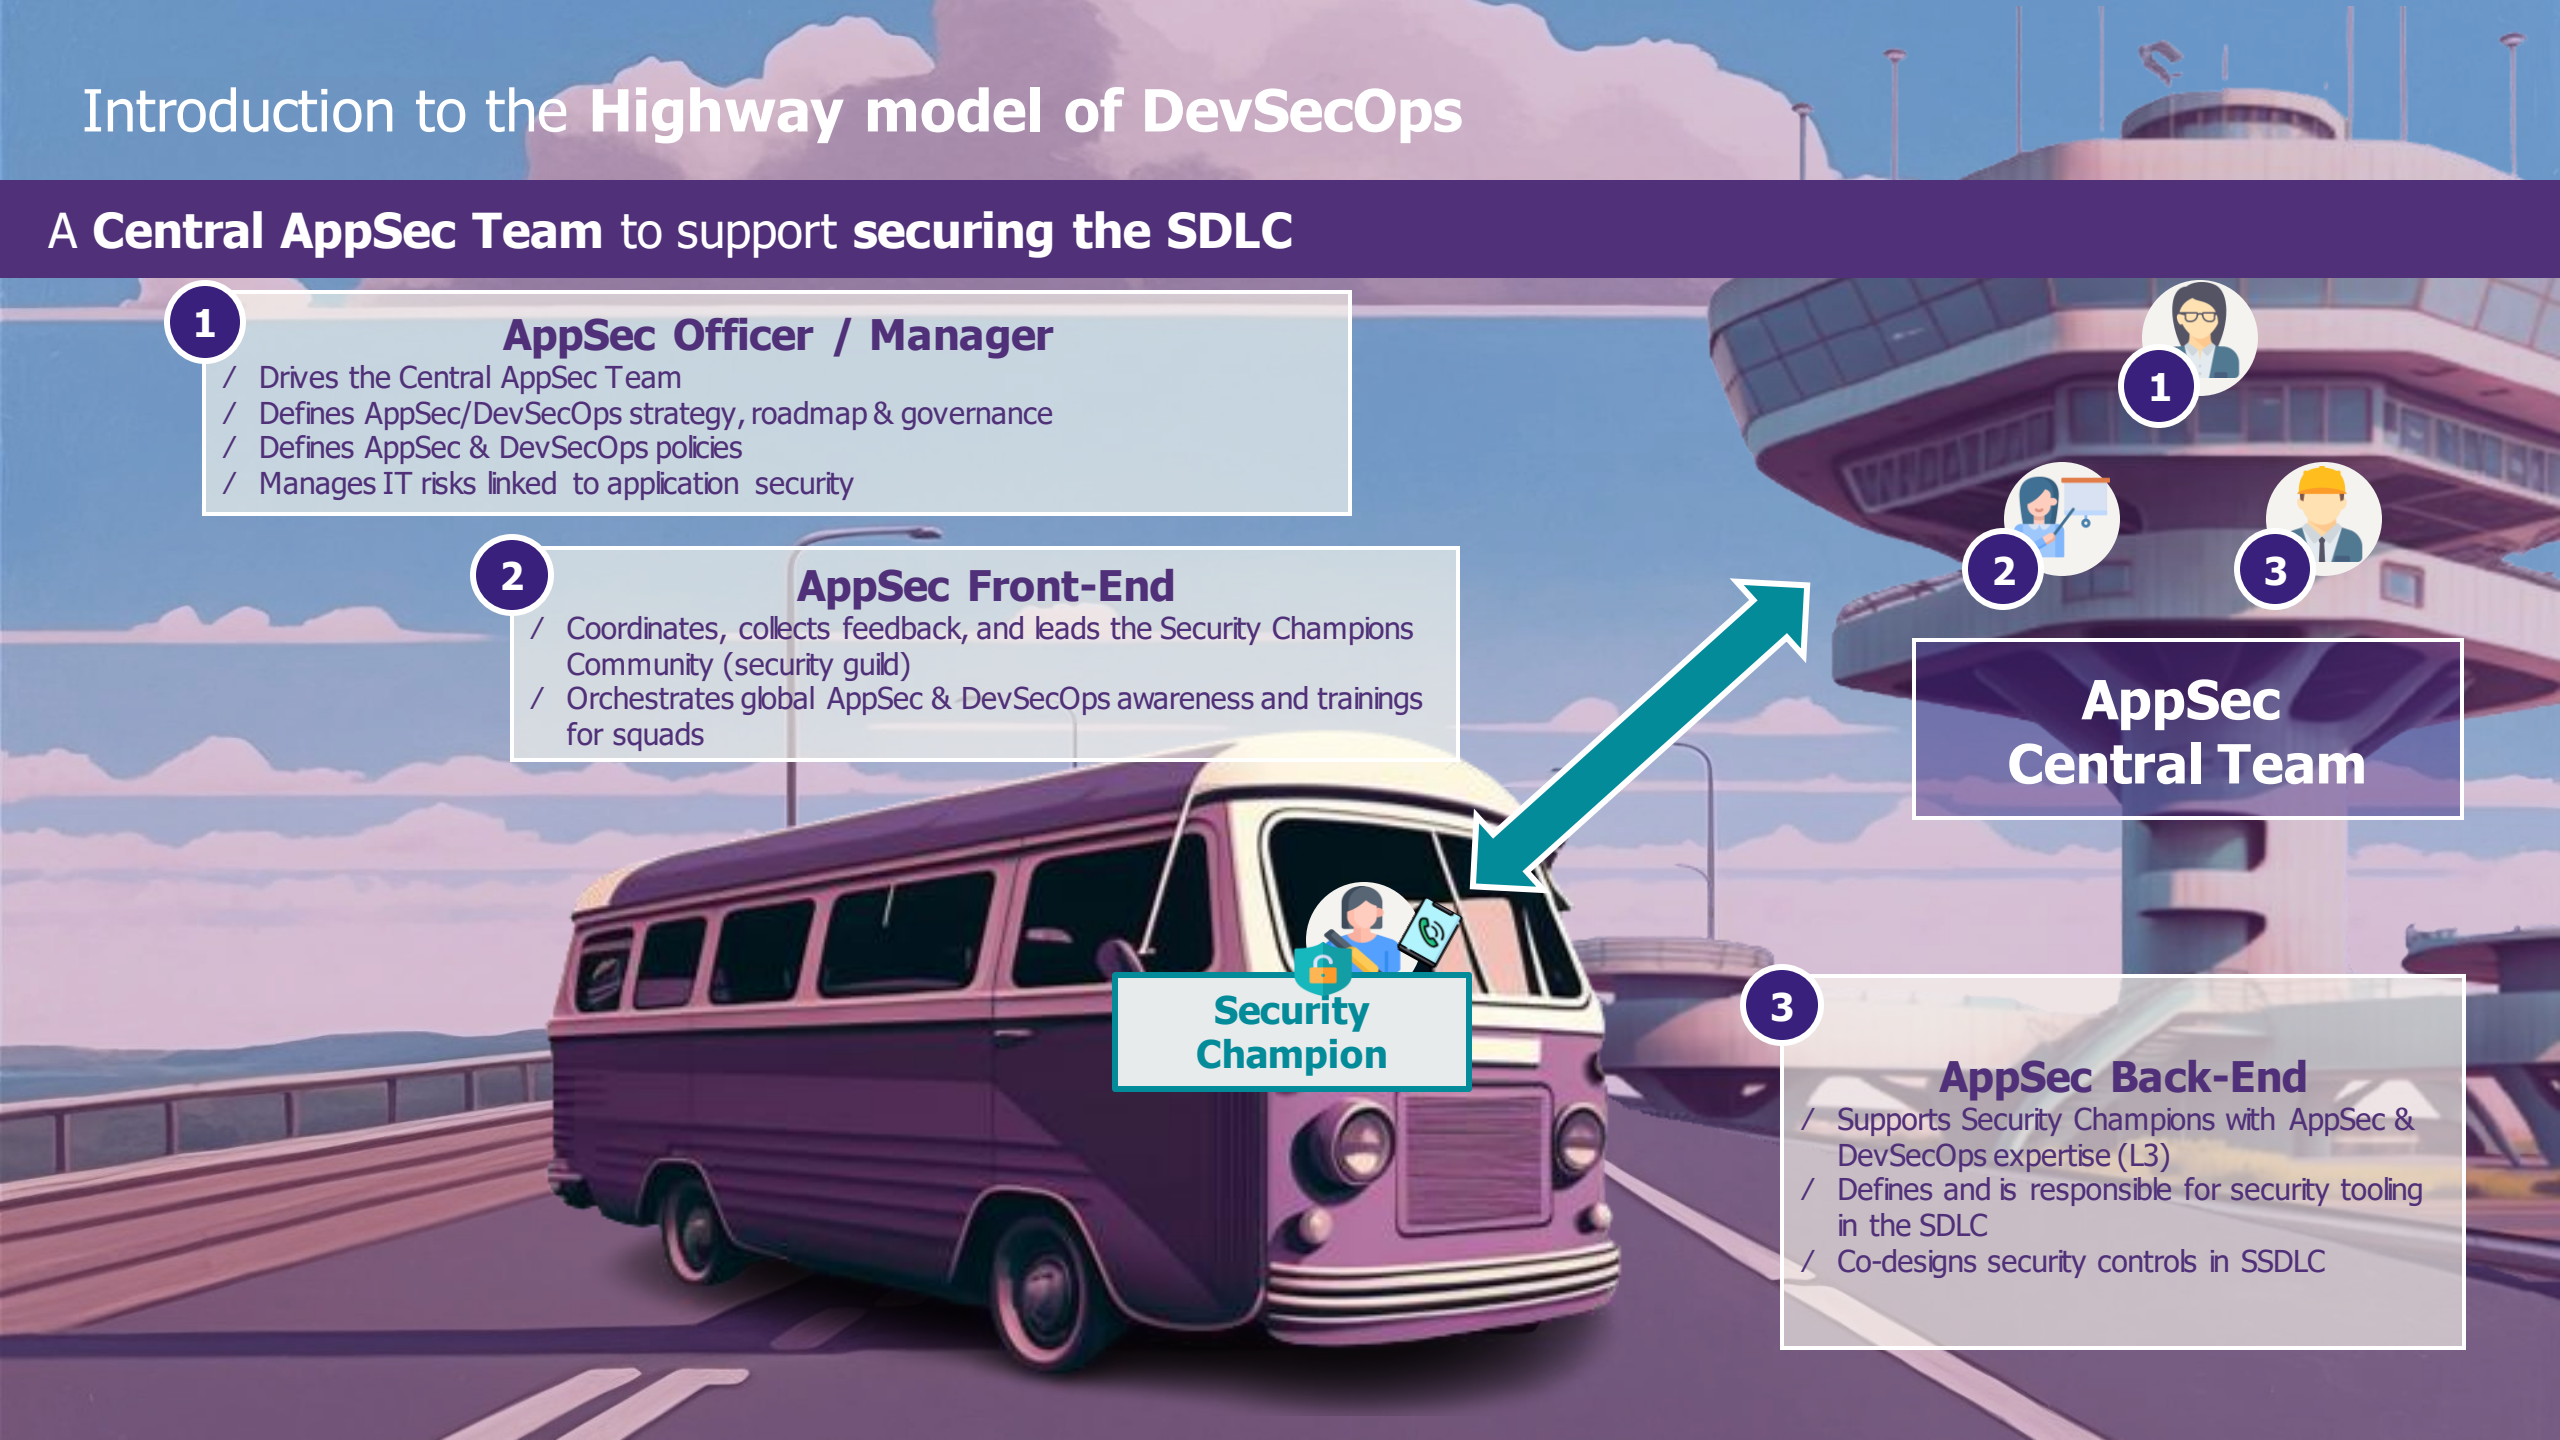 Introduction to the Highway model of DevSecOps
A Central AppSec Team to support securing the SDLC
1
AppSec Officer / Manager
/ Drives the Central AppSec Team
/ Defines AppSec/DevSecOps strategy, roadmap & governance
/ Defines AppSec & DevSecOps policies
/ Manages IT risks linked to application security
2
AppSec Front-End
/ Coordinates, collects feedback, and leads the Security Champions
Community (security guild)
/ Orchestrates global AppSec & DevSecOps awareness and trainings
for squads
1
2
3
AppSec
Central Team
Security
Champion
3
AppSec Back-End
/ Supports Security Champions with AppSec &
DevSecOps expertise (L3)
/ Defines and is responsible for security tooling
in the SDLC
/ Co-designs security controls in SSDLC